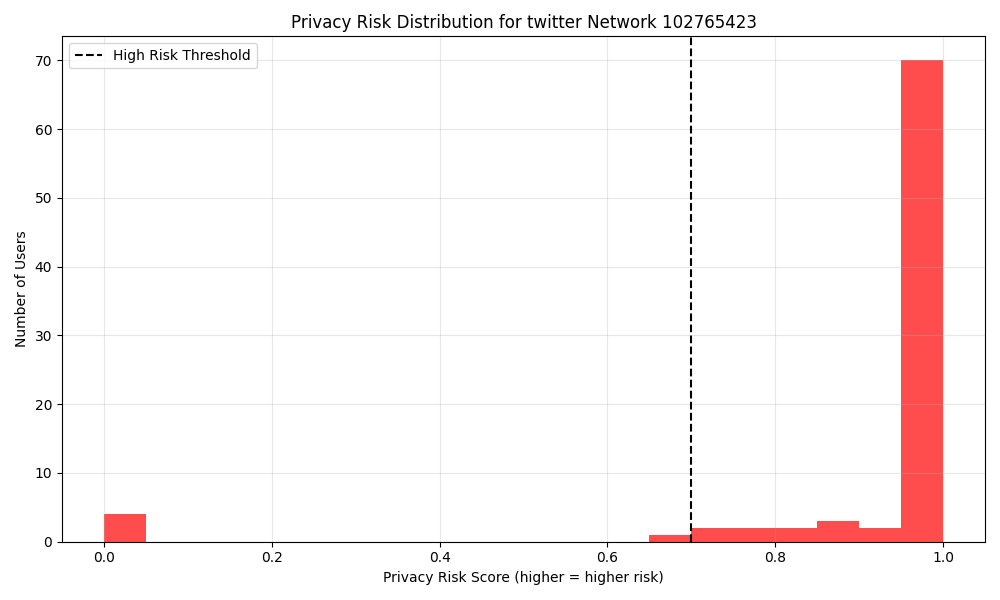 Privacy Risk Distribution for twitter Network 102765423
High Risk Threshold
Number of Users
70
60
50
40
30
20
10
0
0.0 0.2 0.4 0.6 0.8 1.0
Privacy Risk Score (higher = higher risk)